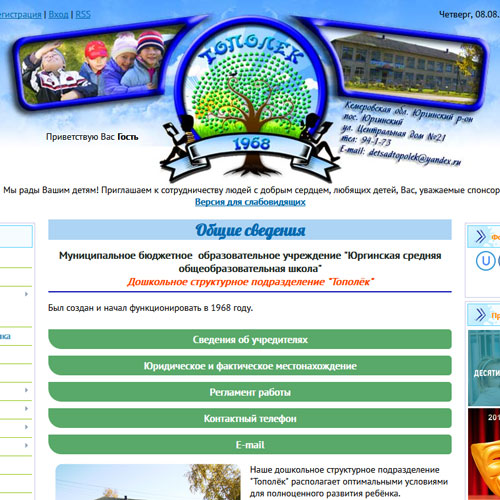 егистрация | Вход | RSS
Четверг, 08.08.
ТОПОЛЁК
1968
Кемеровская обл. Юргинский р-он
пос. Юргинский
ул. Центральная дом №21
тел: 94-1-73
E-mail: detsadtopolek@yandex.ru
Приветствую Вас Гость
Мы рады Вашим детям! Приглашаем к сотрудничеству людей с добрым сердцем, любящих детей, Вас, уважаемые спонсор
Версия для слабовидящих
Общие сведения
Муниципальное бюджетное образовательное учреждение "Юргинская средняя
общеобразовательная школа"
Дошкольное структурное подразделение "Тополёк"
Был создан и начал функционировать в 1968 году.
Сведения об учредителях
Юридическое и фактическое местонахождение
Регламент работы
Контактный телефон
E-mail
Наше дошкольное структурное подразделение
"Тополёк" располагает оптимальными условиями
для полноценного развития ребёнка.
Фо
U
Пр
ДЕСЯТИ
201